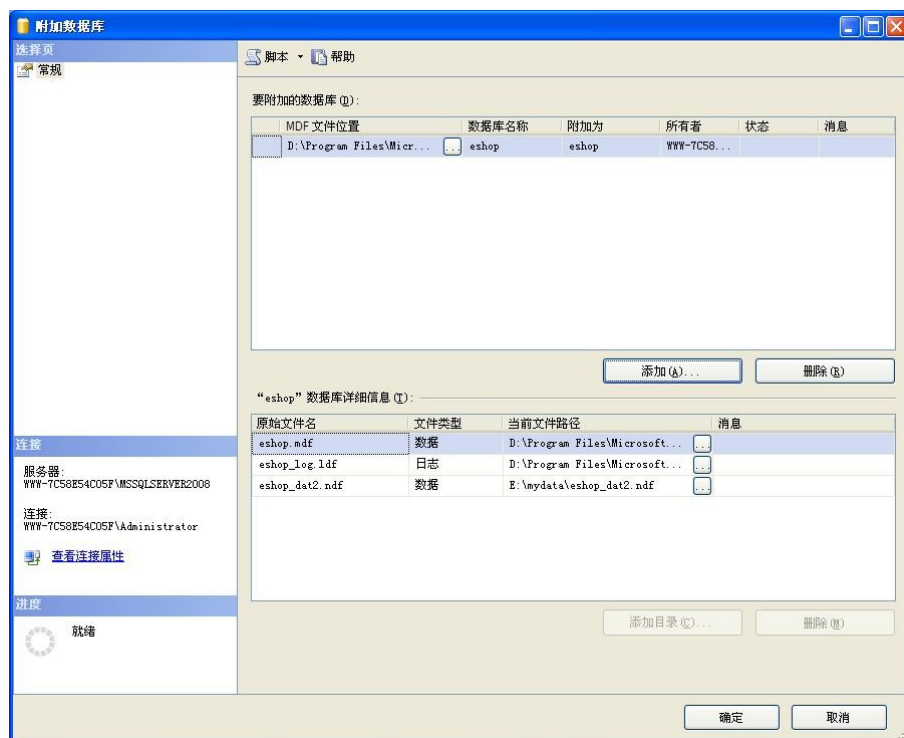 附加数据库
选择页
常规
脚本 帮助
要附加的数据库(D):
MDF 文件位置 数据库名称 附加为 所有者 状态 消息
D:\Program Files\Micr... ... eshop eshop WWW-7C58...
添加(A)... 删除(R)
“eshop”数据库详细信息(T):
原始文件名 文件类型 当前文件路径 消息
eshop.mdf 数据 D:\Program Files\Microsoft... ...
eshop_log.ldf 日志 D:\Program Files\Microsoft... ...
eshop_dat2.ndf 数据 E:\mydata\eshop_dat2.ndf ...
添加目录(C)... 删除(M)
连接
服务器:
WWW-7C58E54C05F\MSSQLSERVER2008
连接:
WWW-7C58E54C05F\Administrator
查看连接属性
进度
就绪
确定 取消